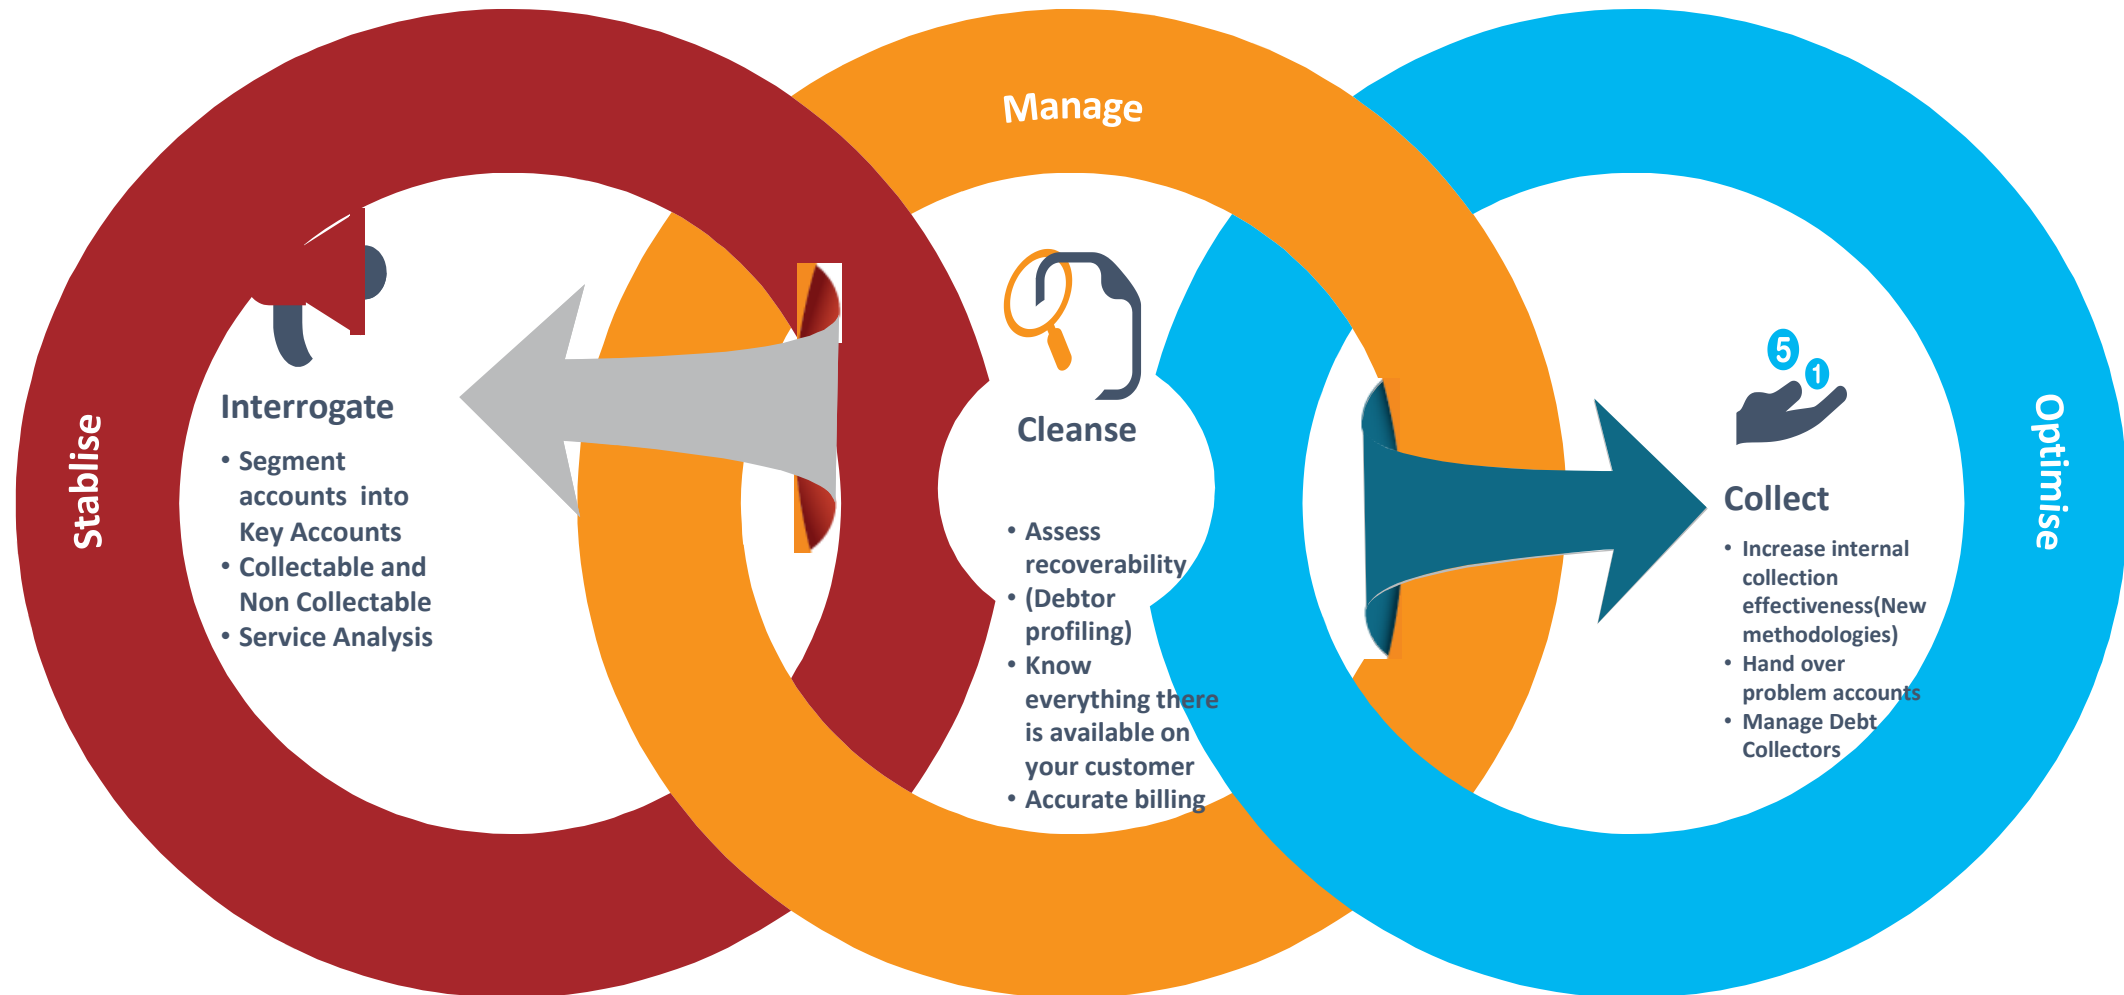 Manage
Stablise
Interrogate
• Segment
accounts into
Key Accounts
• Collectable and
Non Collectable
• Service Analysis
Cleanse
• Assess
recoverability
• (Debtor
profiling)
• Know
everything there
is available on
your customer
• Accurate billing
5
1
Collect
• Increase internal
collection
effectiveness(New
methodologies)
• Hand over
problem accounts
• Manage Debt
Collectors
Optimise